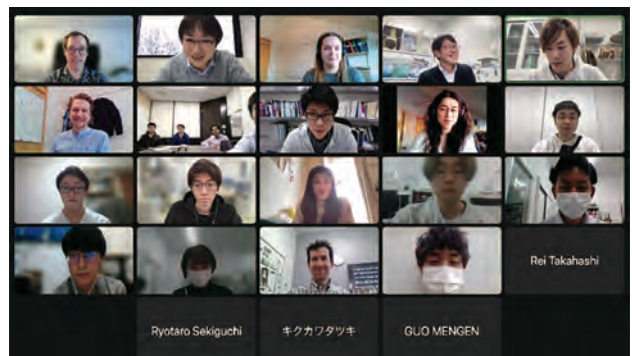 Rei Takahashi
Ryotaro Sekiguchi
キクカワタツキ
GUO MENGEN